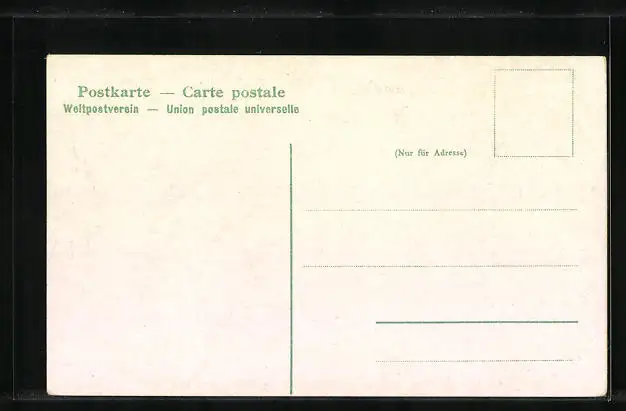 Postkarte — Carte postale
Weltpostverein — Union postale universelle
(Nur für Adresse)